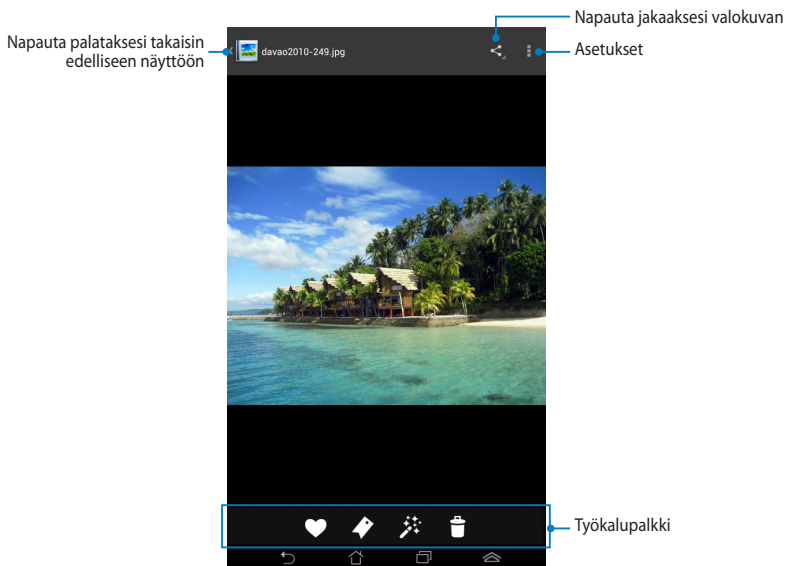 Napauta jakaaksesi valokuvan
Napauta palataksesi takaisin
edelliseen näyttöön
davao2010-249.jpg
Asetukset
Työkalupalkki